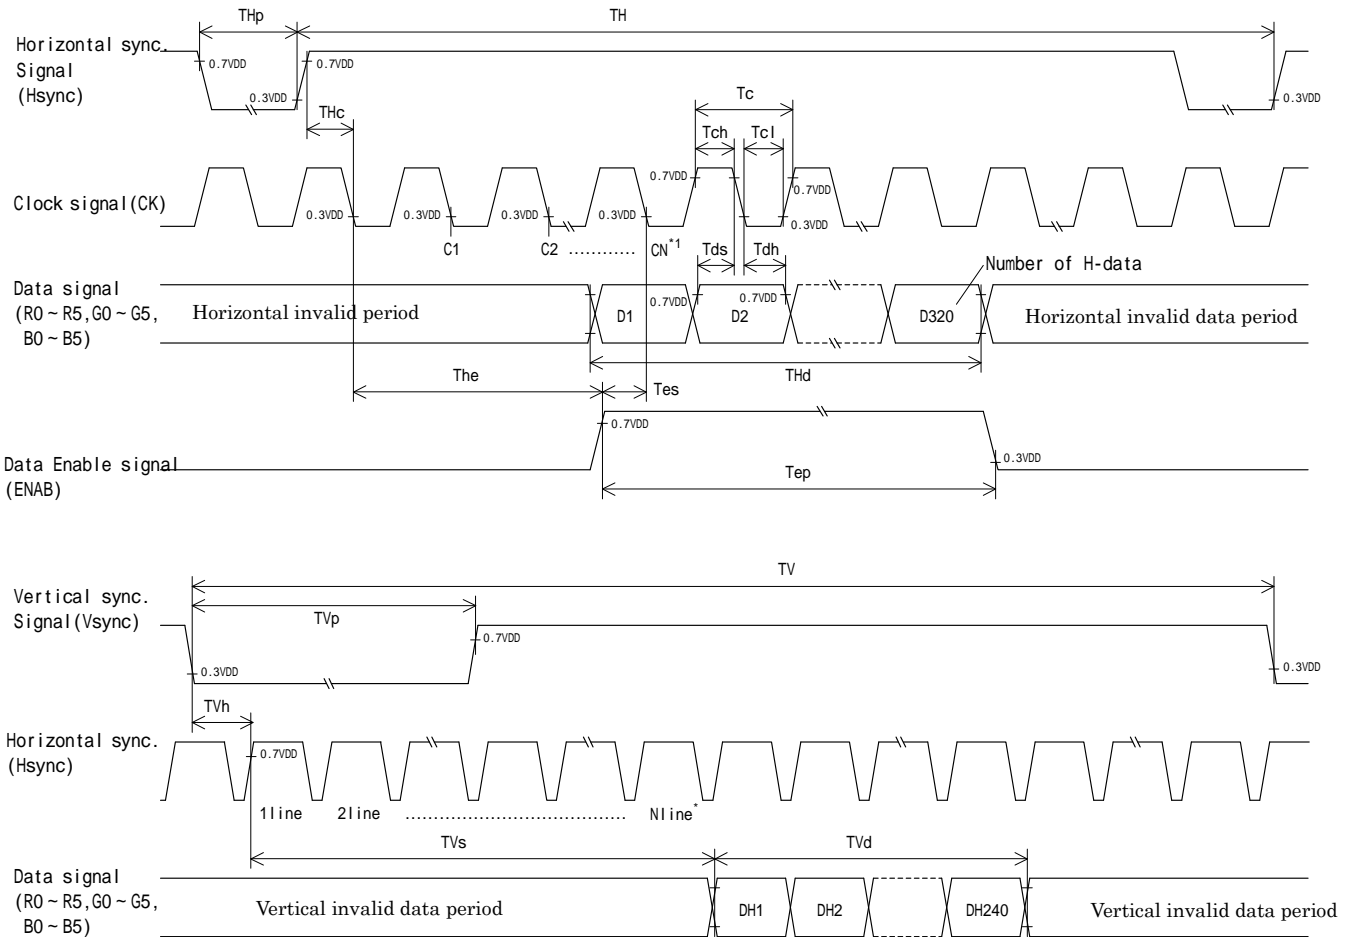 THp
TH
Horizontal sync.
Signal
(Hsync)
0.7VDD
0.3VDD
0.7VDD
0.3VDD
THc
Tc
Tch
Tcl
Clock signal(CK)
0.3VDD
0.3VDD
0.3VDD
0.3VDD
0.7VDD
0.7VDD
0.3VDD
C1
C2 ............ CN*1
Tds
Tdh
Number of H-data
Data signal
(R0～R5,G0～G5,
B0～B5)
Horizontal invalid period
D1
0.7VDD
0.7VDD
D2
D320
Horizontal invalid data period
THd
The
Tes
0.7VDD
Data Enable signal
(ENAB)
0.3VDD
Tep
TV
Vertical sync.
Signal(Vsync)
TVp
0.7VDD
0.3VDD
0.3VDD
TVh
Horizontal sync.
(Hsync)
0.7VDD
1line
2line ...................................... Nline*
TVs
TVd
Data signal
(R0～R5,G0～G5,
B0～B5)
Vertical invalid data period
DH1
DH2
DH240
Vertical invalid data period